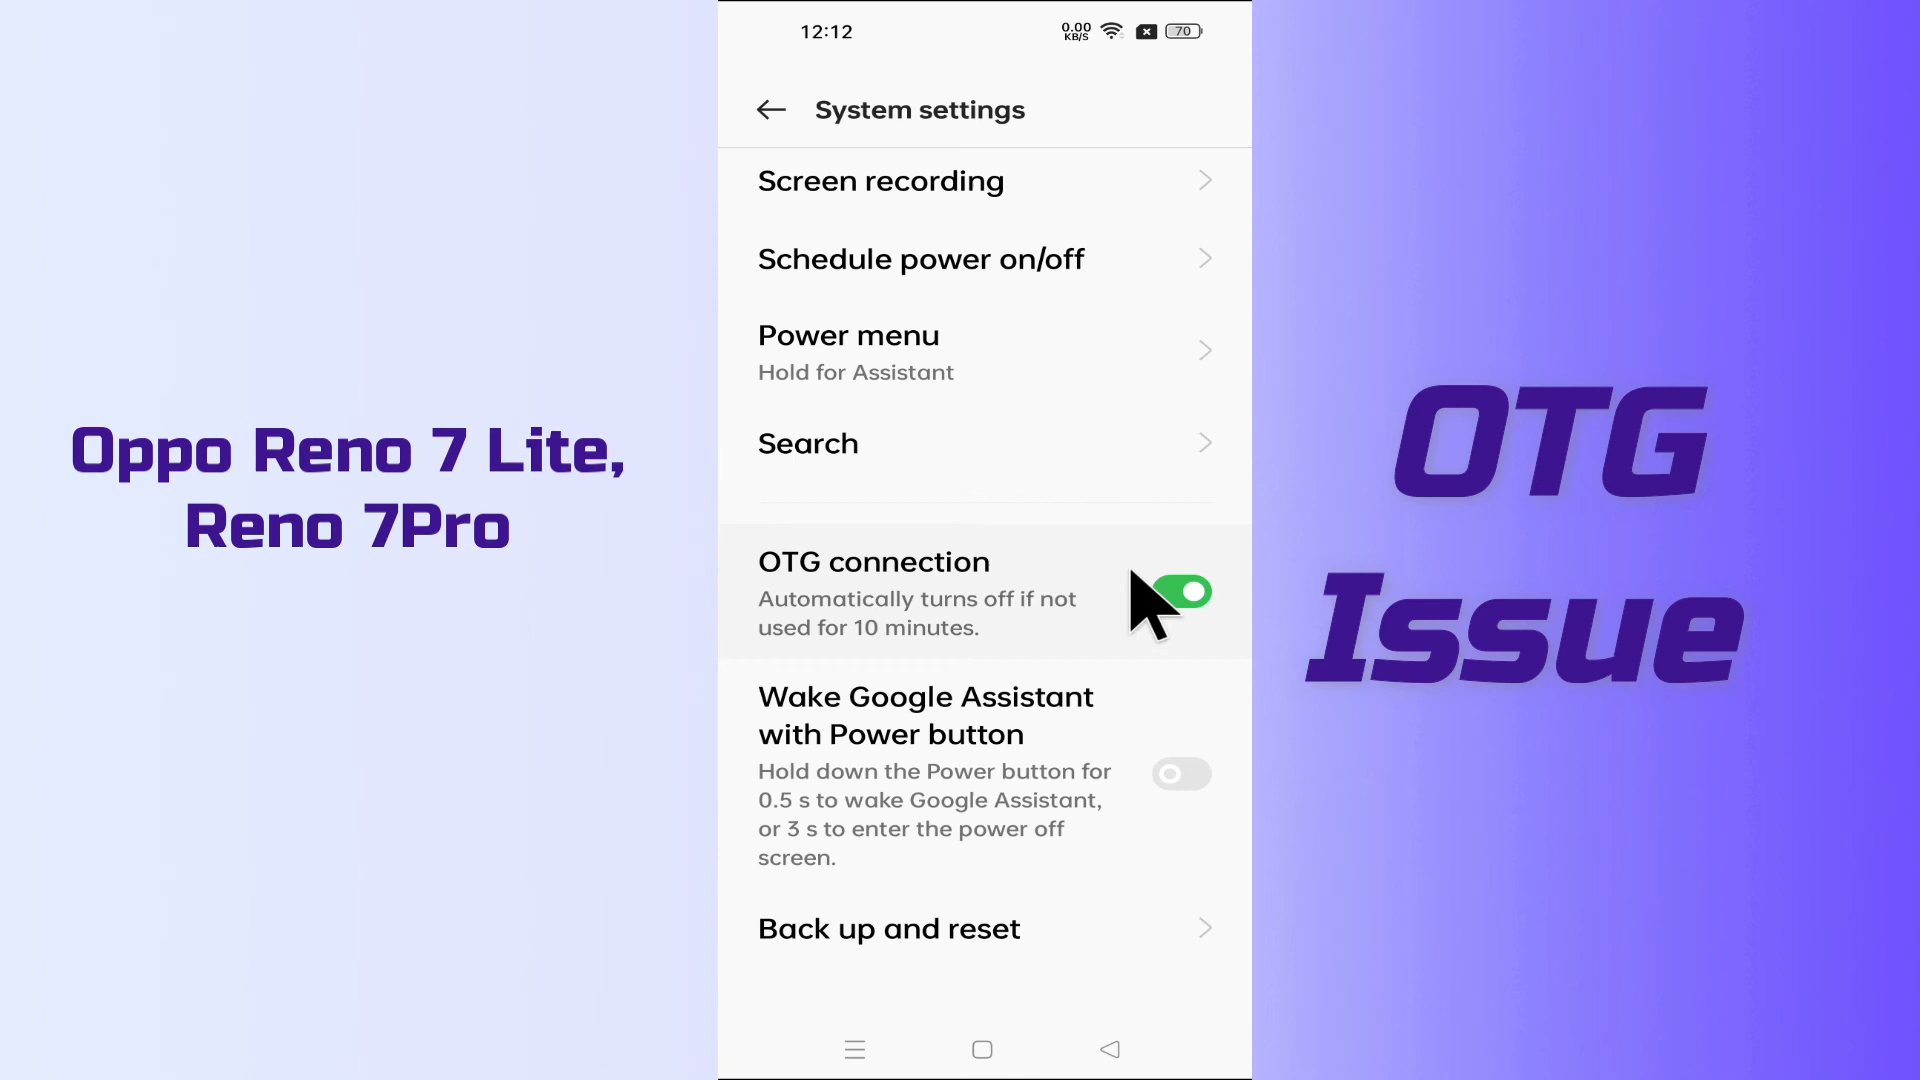 Oppo Reno 7 Lite,
Reno 7Pro
12:12
0.00
KB/S
70
System settings
Screen recording
Schedule power on/off
Power menu
Hold for Assistant
Search
OTG connection
Automatically turns off if not
used for 10 minutes.
Wake Google Assistant
with Power button
Hold down the Power button for
0.5 s to wake Google Assistant,
or 3 s to enter the power off
screen.
Back up and reset
OTG
Issue